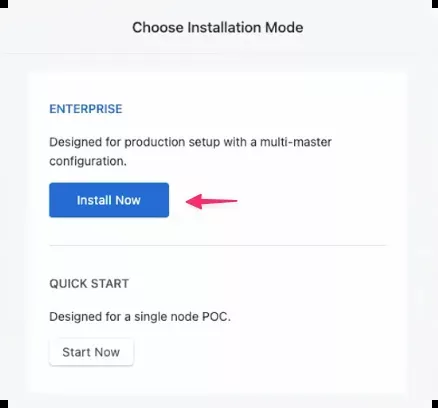 Choose Installation Mode
ENTERPRISE
Designed for production setup with a multi-master
configuration.
Install Now
QUICK START
Designed for a single node POC.
Start Now